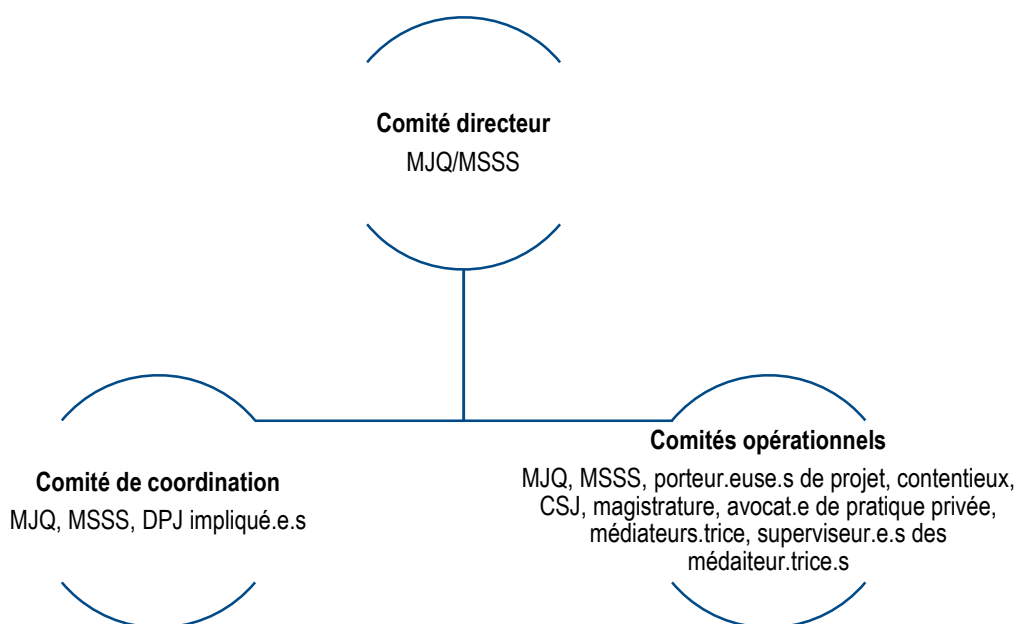 Comité directeur
MJQ/MSSS
Comité de coordination
MJQ, MSSS, DPJ impliqué.e.s
Comités opérationnels
MJQ, MSSS, porteur.euse.s de projet, contentieux,
CSJ, magistrature, avocat.e de pratique privée,
médiateurs.trice, superviseur.e.s des
médaiteur.trice.s